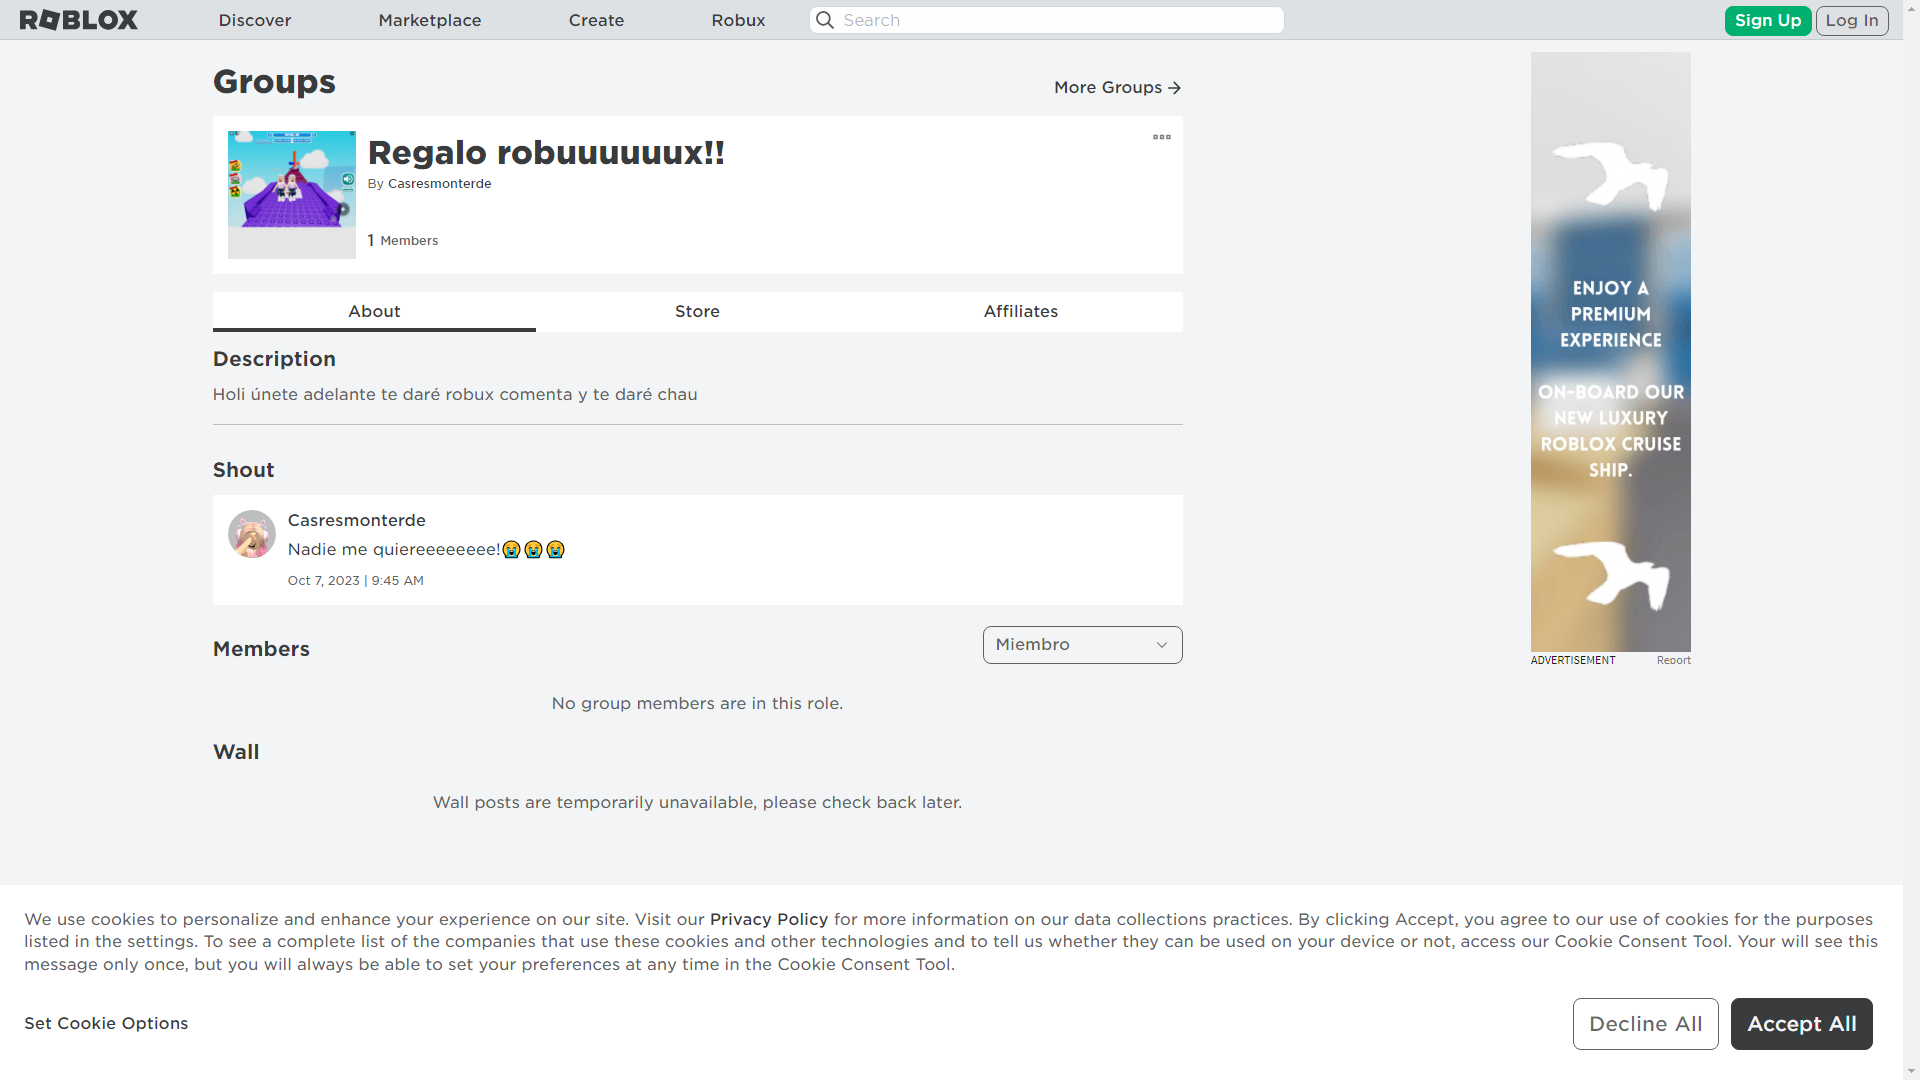 ROBLOX
Discover
Marketplace
Create
Robux
Search
Sign Up
Log In
Groups
More Groups
Regalo robuuuuuux!!
By Casresmonterde
1 Members
About
Store
Affiliates
Description
Holi únete adelante te daré robux comenta y te daré chau
Shout
Casresmonterde
Nadie me quiereeeeeeee!😭😭😭
Oct 7, 2023 | 9:45 AM
Members
Miembro
No group members are in this role.
Wall
Wall posts are temporarily unavailable, please check back later.
ENJOY A
PREMIUM
EXPERIENCE
ON-BOARD OUR
NEW LUXURY
ROBLOX CRUISE
SHIP.
ADVERTISEMENT
Report
We use cookies to personalize and enhance your experience on our site. Visit our Privacy Policy for more information on our data collections practices. By clicking Accept, you agree to our use of cookies for the purposes
listed in the settings. To see a complete list of the companies that use these cookies and other technologies and to tell us whether they can be used on your device or not, access our Cookie Consent Tool. Your will see this
message only once, but you will always be able to set your preferences at any time in the Cookie Consent Tool.
Set Cookie Options
Decline All
Accept All